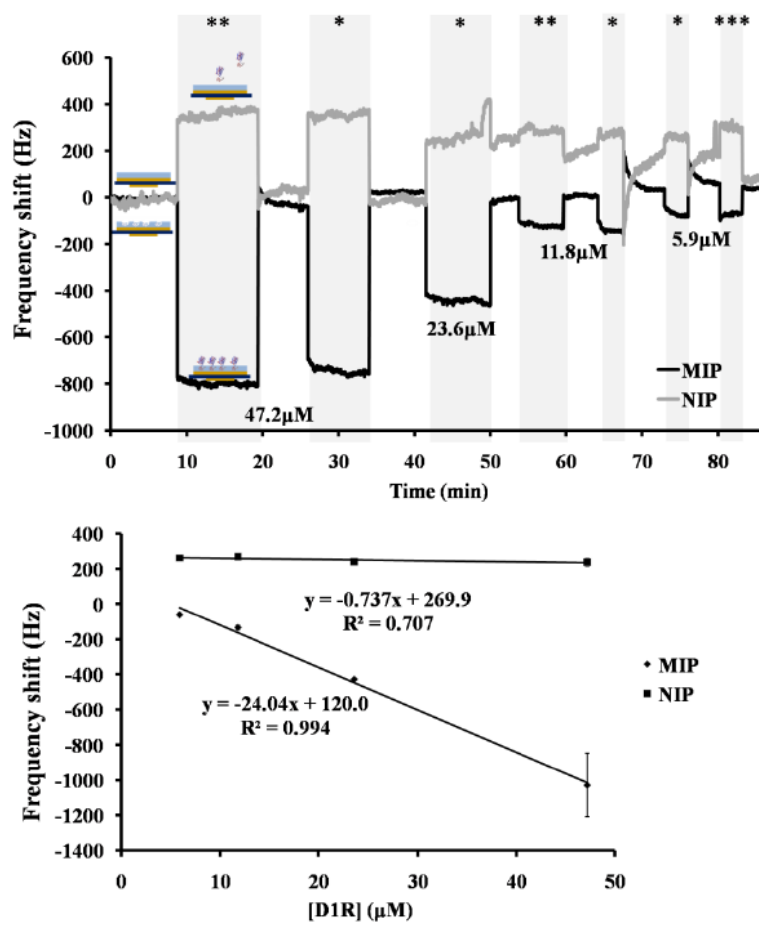 ** * * ** * * ***
600
400
200
0
-200
-400
-600
-800
-1000
Frequency shift (Hz)
47.2µM
23.6µM
11.8µM
5.9µM
MIP
NIP
0 10 20 30 40 50 60 70 80
Time (min)
400
200
0
-200
-400
-600
-800
-1000
-1200
-1400
Frequency shift (Hz)
y = -0.737x + 269.9
R² = 0.707
y = -24.04x + 120.0
R² = 0.994
MIP
NIP
0 10 20 30 40 50
[D1R] (µM)